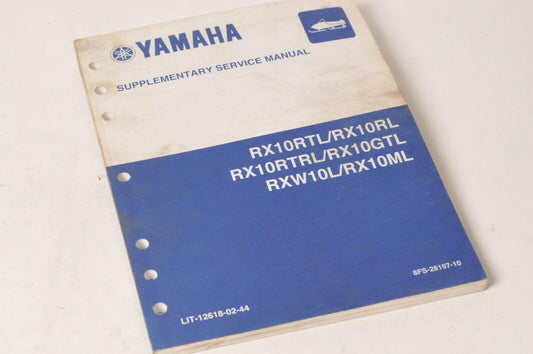 YAMAHA
SUPPLEMENTARY SERVICE MANUAL
RX10RTL/RX10RL
RX10RTRL/RX10GTL
RXW10L/RX10ML
LIT-12618-02-44
8FS-28197-10